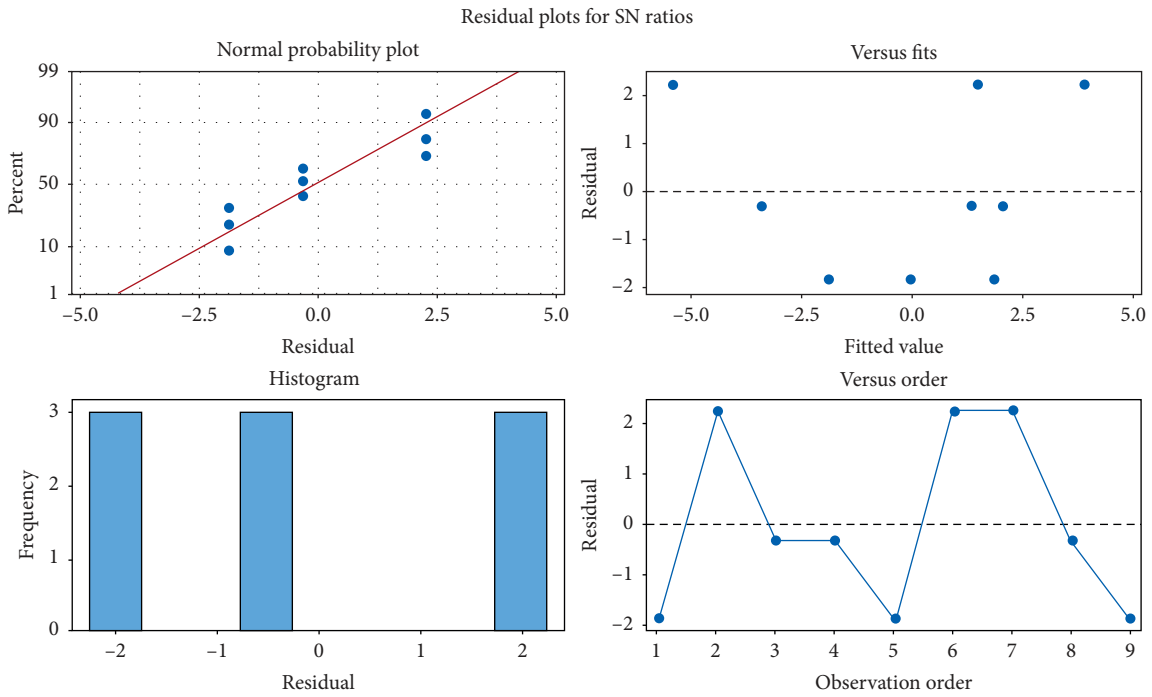 Residual plots for SN ratios
Normal probability plot
99
90
50
10
1
Percent
–5.0 –2.5 0.0 2.5 5.0
Residual
Versus fits
2
1
0
–1
–2
Residual
–5.0 –2.5 0.0 2.5 5.0
Fitted value
Histogram
3
2
1
0
Frequency
–2 –1 0 1 2
Residual
Versus order
2
1
0
–1
–2
Residual
1 2 3 4 5 6 7 8 9
Observation order